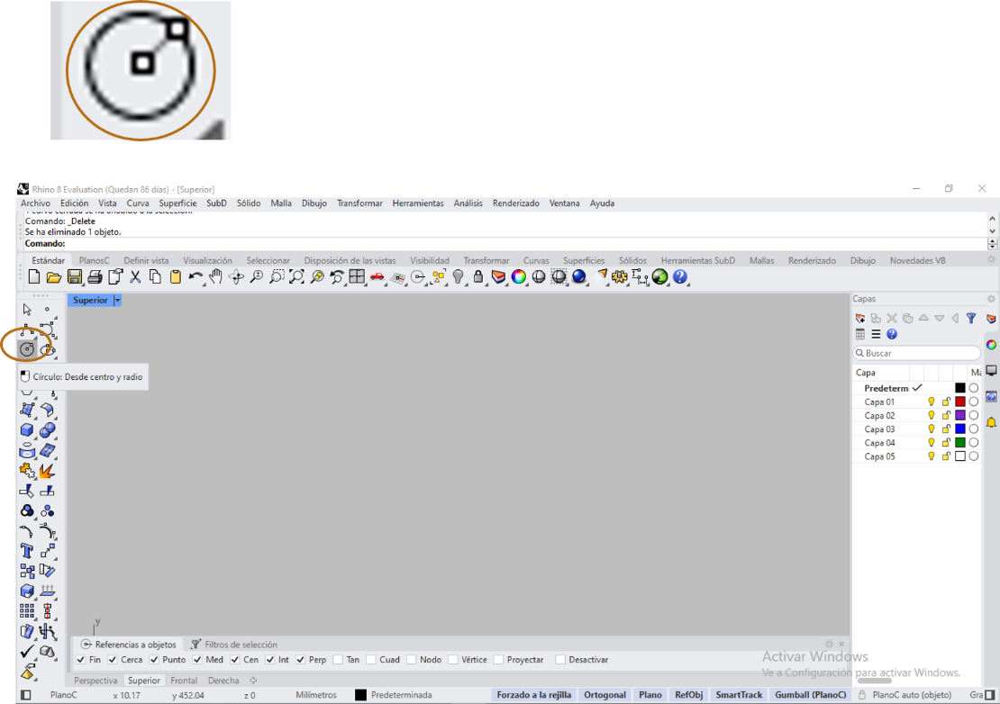 Rhino 8 Evaluation (Quedan 86 días) - [Superior]
Archivo Edición Vista Curva Superficie SubD Sólido Malla Dibujo Transformar Herramientas Análisis Renderizado Ventana Ayuda
Comando: _Delete
Se ha eliminado 1 objeto.
Comando:
Estándar PlanosC Definir vista Visualización Seleccionar Disposición de las vistas Visibilidad Transformar Curvas Superficies Sólidos Herramientas SubD Mallas Renderizado Dibujo Novedades V8
Superior
Capas
Buscar
Capa Ma
Predeterm
Capa 01
Capa 02
Capa 03
Capa 04
Capa 05
Círculo: Desde centro y radio
y
Referencias a objetos Filtros de selección
Fin Cerca Punto Med Cen Int Perp Tan Cuad Nodo Vértice Proyectar Desactivar
Activar Windows
Ve a Configuración para activar Windows.
Perspectiva Superior Frontal Derecha
PlanoC x 10.17 y 452.04 z 0 Milímetros Predeterminada Forzado a la rejilla Ortogonal Plano RefObj SmartTrack Gumball (PlanoC) PlanoC auto (objeto) Gra